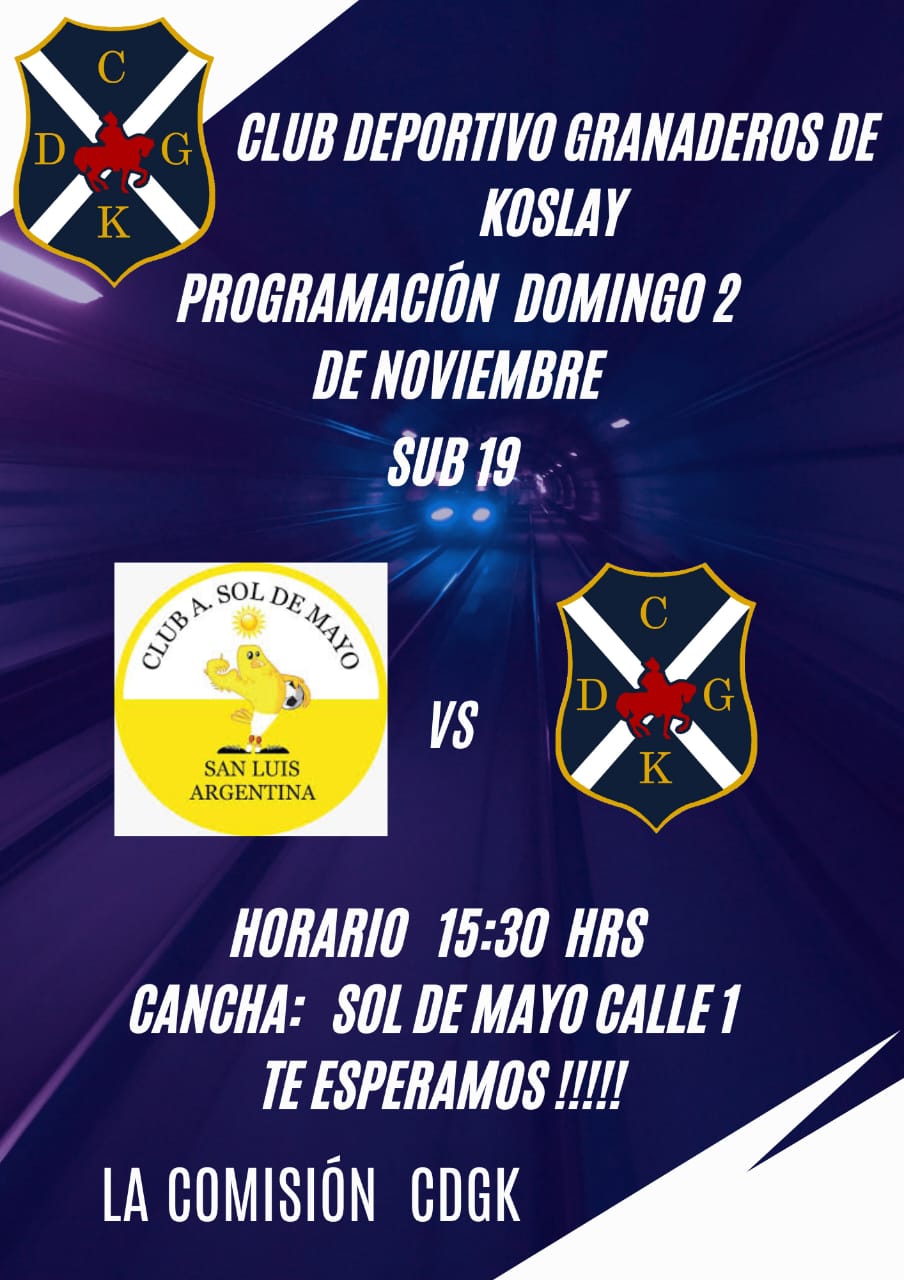 C
D G
K
CLUB DEPORTIVO GRANADEROS DE
KOSLAY
PROGRAMACIÓN DOMINGO 2
DE NOVIEMBRE
SUB 19
CLUB A. SOL DE MAYO
SAN LUIS
ARGENTINA
VS
C
D G
K
HORARIO 15:30 HRS
CANCHA: SOL DE MAYO CALLE 1
TE ESPERAMOS !!!!!
LA COMISIÓN CDGK